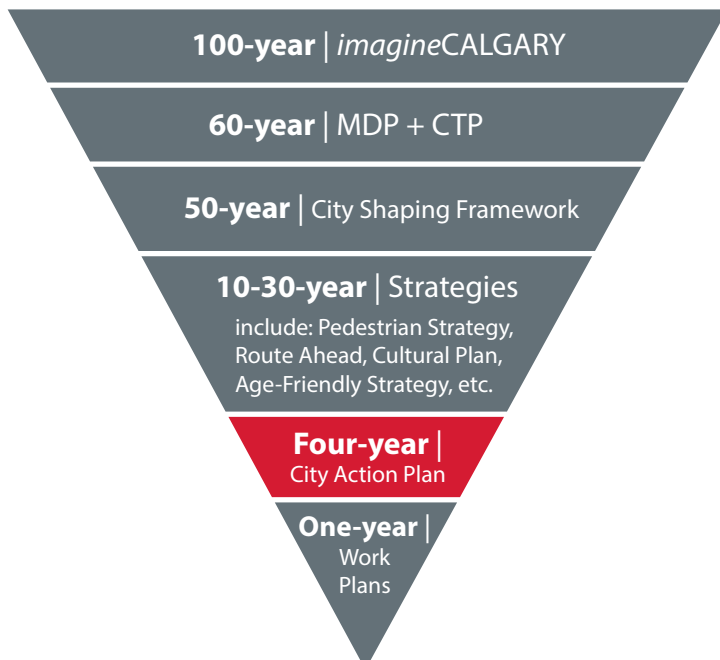 100-year | imagineCALGARY
60-year | MDP + CTP
50-year | City Shaping Framework
10-30-year | Strategies
include: Pedestrian Strategy,
Route Ahead, Cultural Plan,
Age-Friendly Strategy, etc.
Four-year |
City Action Plan
One-year |
Work
Plans